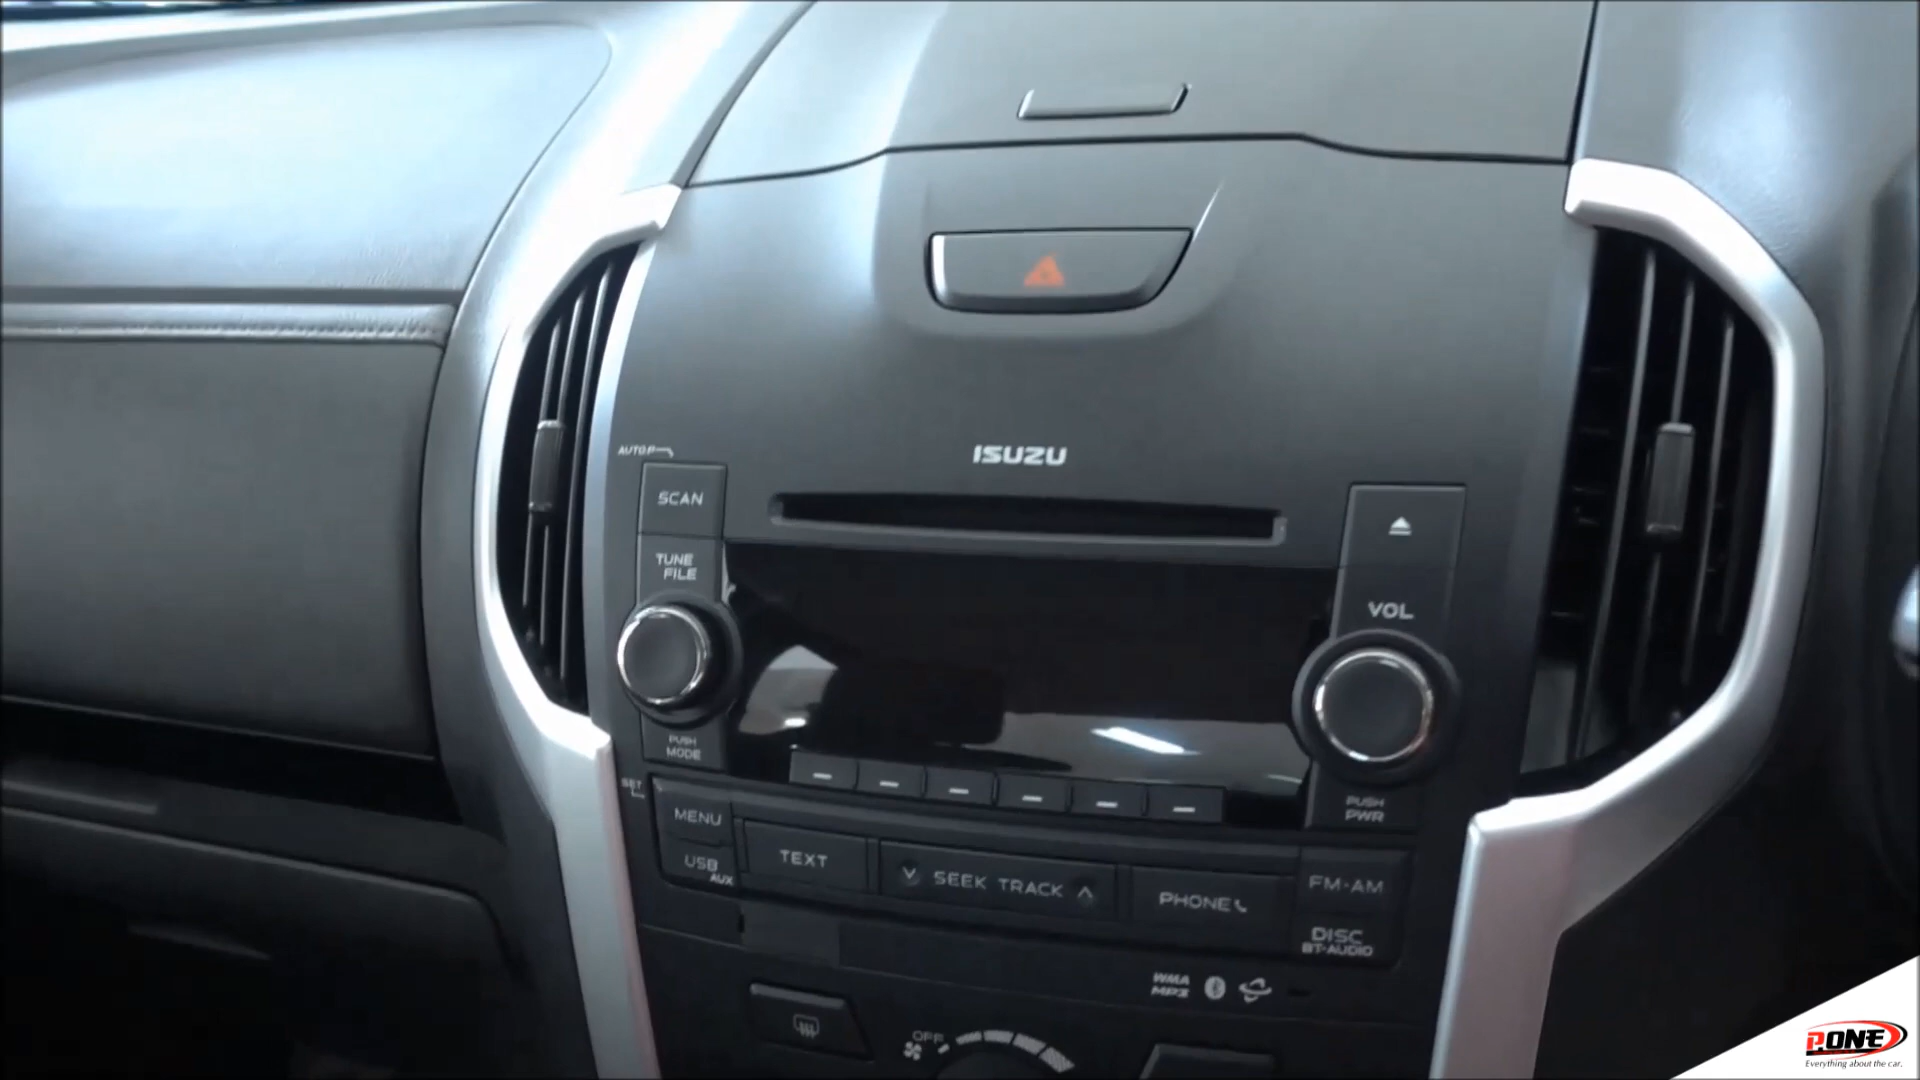 ISUZU
AUTO.P
SCAN
TUNE
FILE
VOL
PUSH
MODE
PUSH
PWR
SET
MENU
USB
AUX
TEXT
SEEK TRACK
PHONE
FM-AM
DISC
BT-AUDIO
WMA
MP3
OFF
P.ONE
Everything about the car.